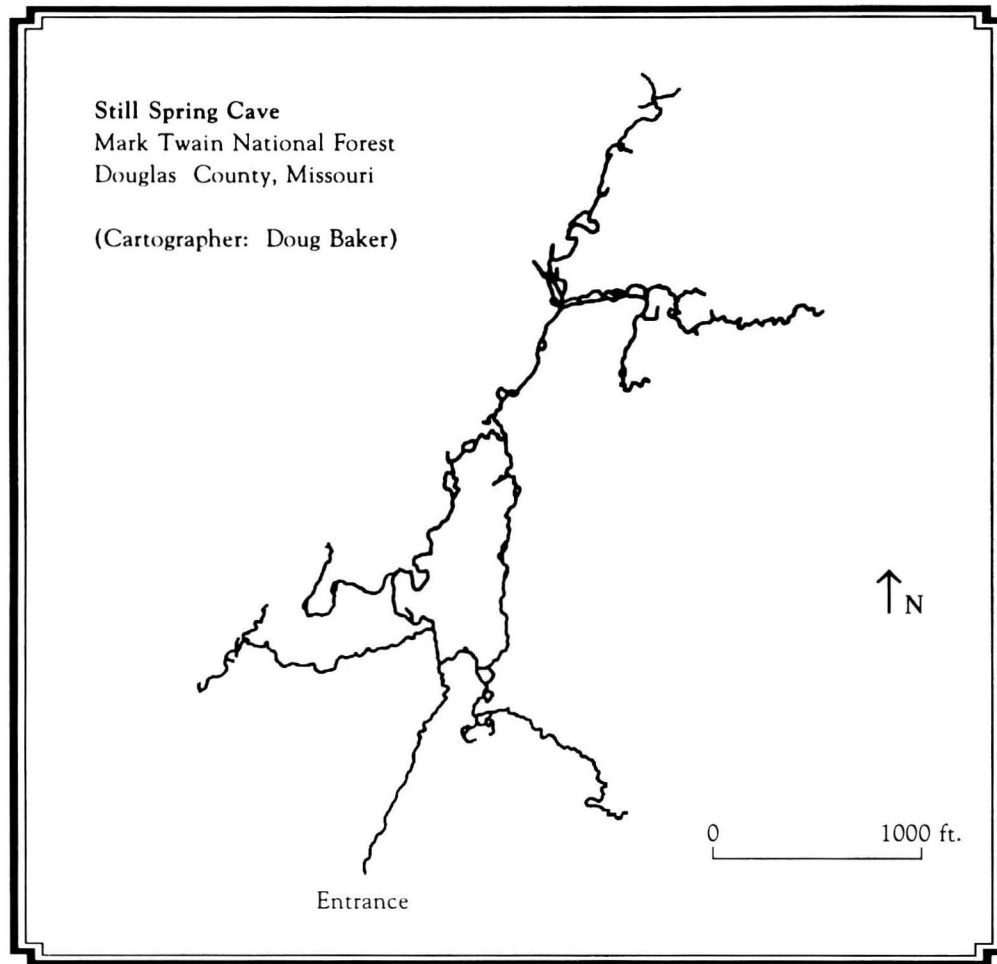 Still Spring Cave
Mark Twain National Forest
Douglas County, Missouri
(Cartographer: Doug Baker)
N
0 1000 ft.
Entrance